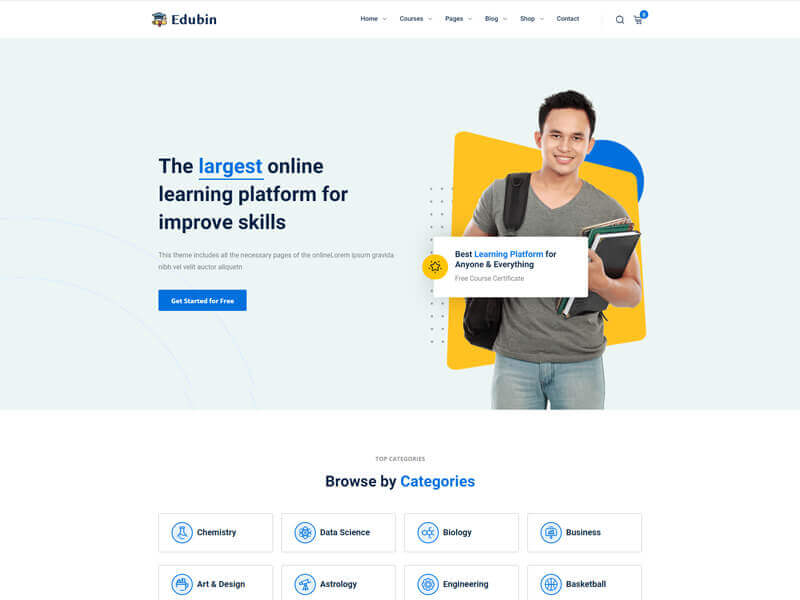 Edubin
Home Courses Pages Blog Shop Contact
0
The largest online
learning platform for
improve skills
This theme includes all the necessary pages of the onlineLorem ipsum gravida
nibh vel velit auctor aliquetn
Get Started for Free
Best Learning Platform for
Anyone & Everything
Free Course Certificate
TOP CATEGORIES
Browse by Categories
Chemistry
Data Science
Biology
Business
Art & Design
Astrology
Engineering
Basketball